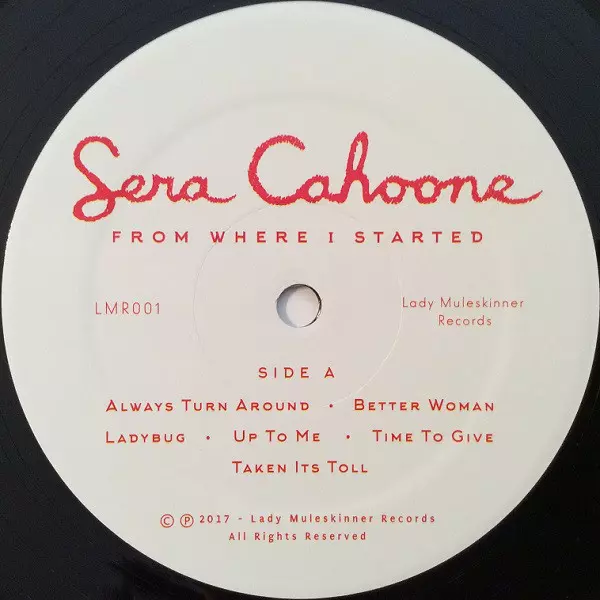 Sera Cahoone
FROM WHERE I STARTED
LMR001
Lady Muleskinner
Records
SIDE A
ALWAYS TURN AROUND • BETTER WOMAN
LADYBUG • UP TO ME • TIME TO GIVE
TAKEN ITS TOLL
© ℗ 2017 - Lady Muleskinner Records
All Rights Reserved